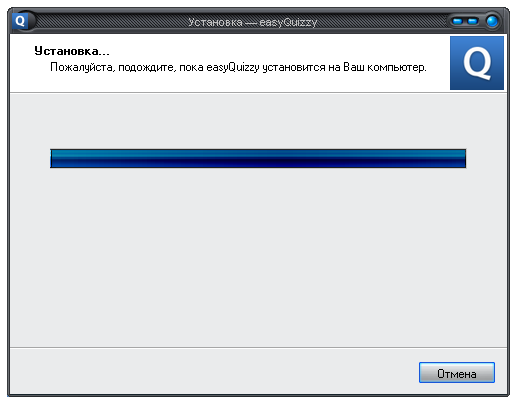 Q
Установка — easyQuizzy
Установка...
Пожалуйста, подождите, пока easyQuizzy установится на Ваш компьютер.
Q
Отмена